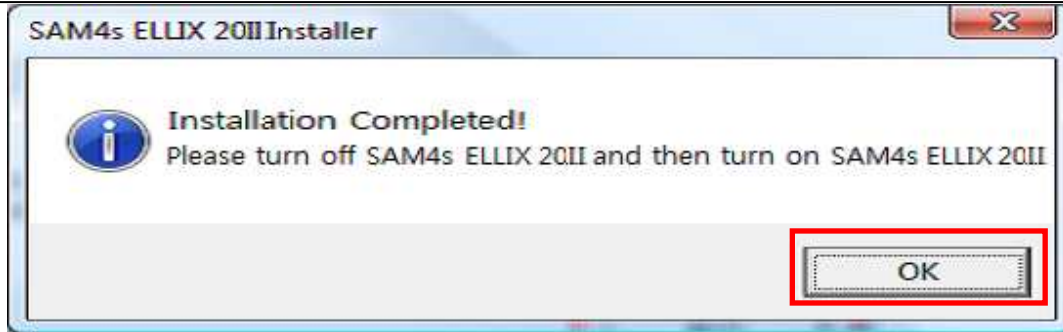 SAM4s ELLIX 20II Installer
Installation Completed!
Please turn off SAM4s ELLIX 20II and then turn on SAM4s ELLIX 20II
OK